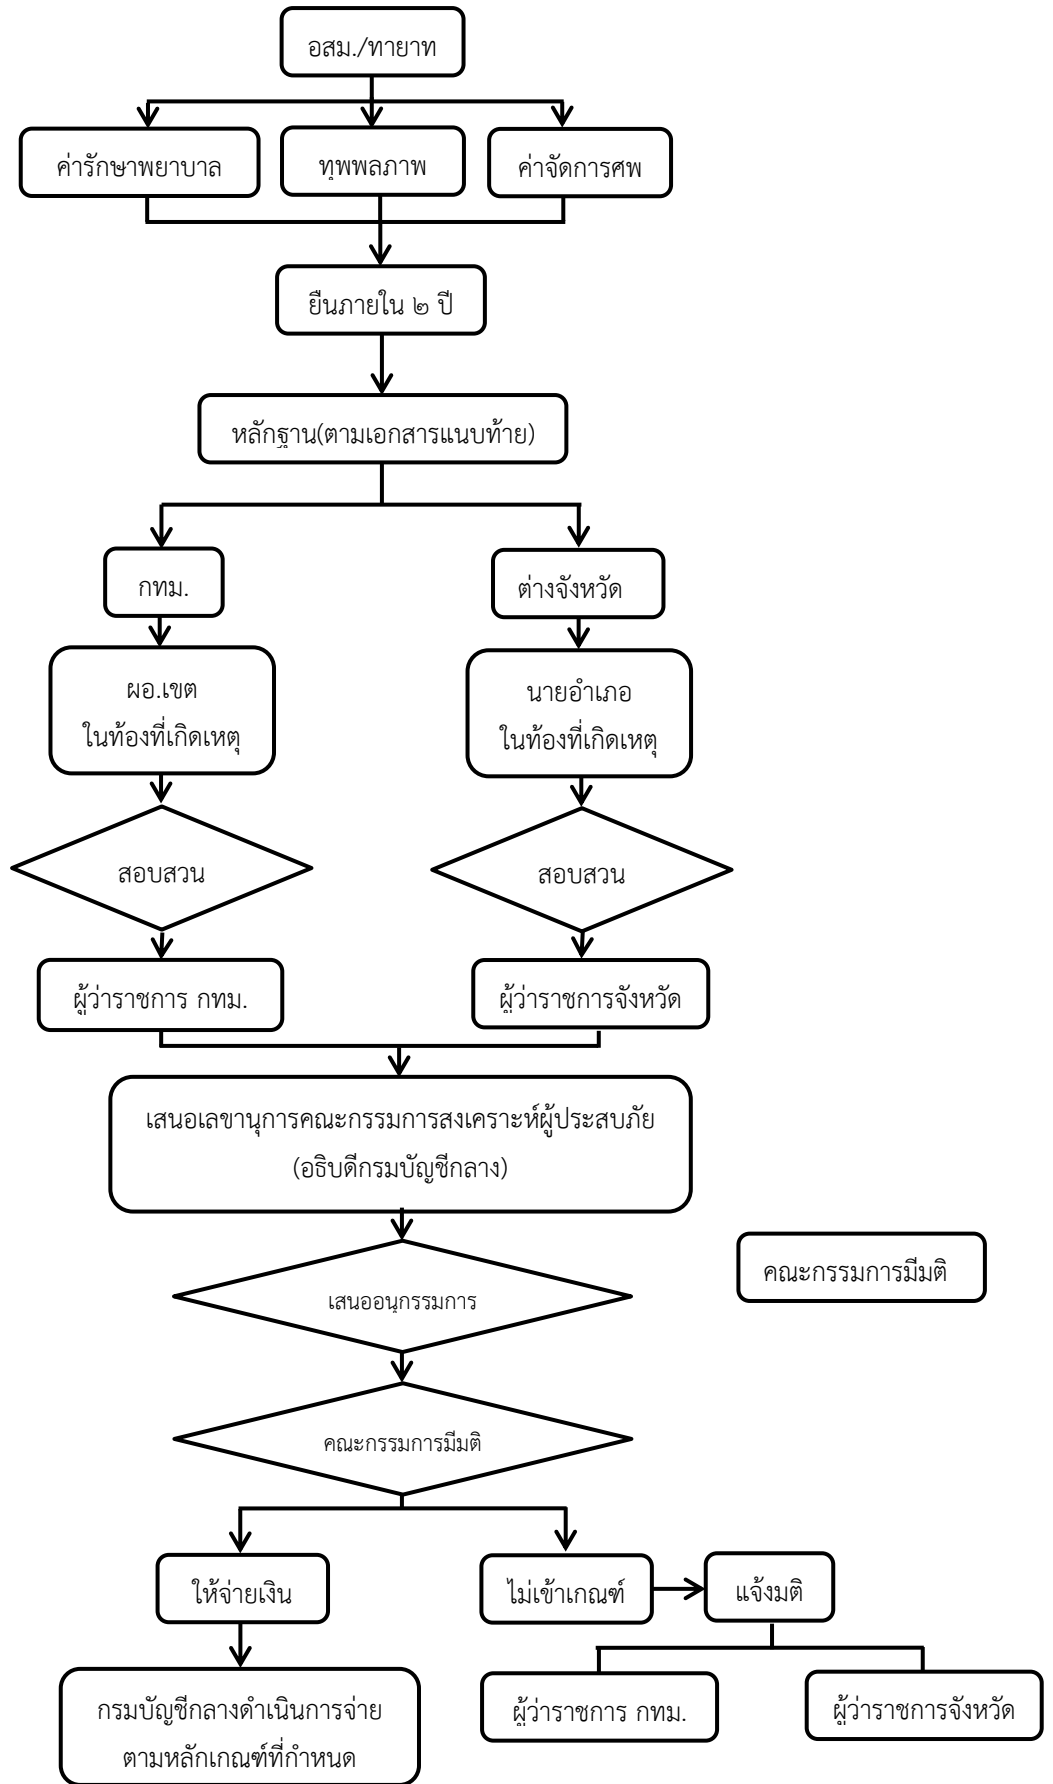 อสม./ทายาท
ค่ารักษาพยาบาล
ทุพพลภาพ
ค่าจัดการศพ
ยื่นภายใน ๒ ปี
หลักฐาน(ตามเอกสารแนบท้าย)
กทม.
ต่างจังหวัด
ผอ.เขต
ในท้องที่เกิดเหตุ
นายอำเภอ
ในท้องที่เกิดเหตุ
สอบสวน
สอบสวน
ผู้ว่าราชการ กทม.
ผู้ว่าราชการจังหวัด
เสนอเลขานุการคณะกรรมการสงเคราะห์ผู้ประสบภัย
(อธิบดีกรมบัญชีกลาง)
เสนออนุกรรมการ
คณะกรรมการมีมติ
คณะกรรมการมีมติ
ให้จ่ายเงิน
ไม่เข้าเกณฑ์
แจ้งมติ
กรมบัญชีกลางดำเนินการจ่าย
ตามหลักเกณฑ์ที่กำหนด
ผู้ว่าราชการ กทม.
ผู้ว่าราชการจังหวัด